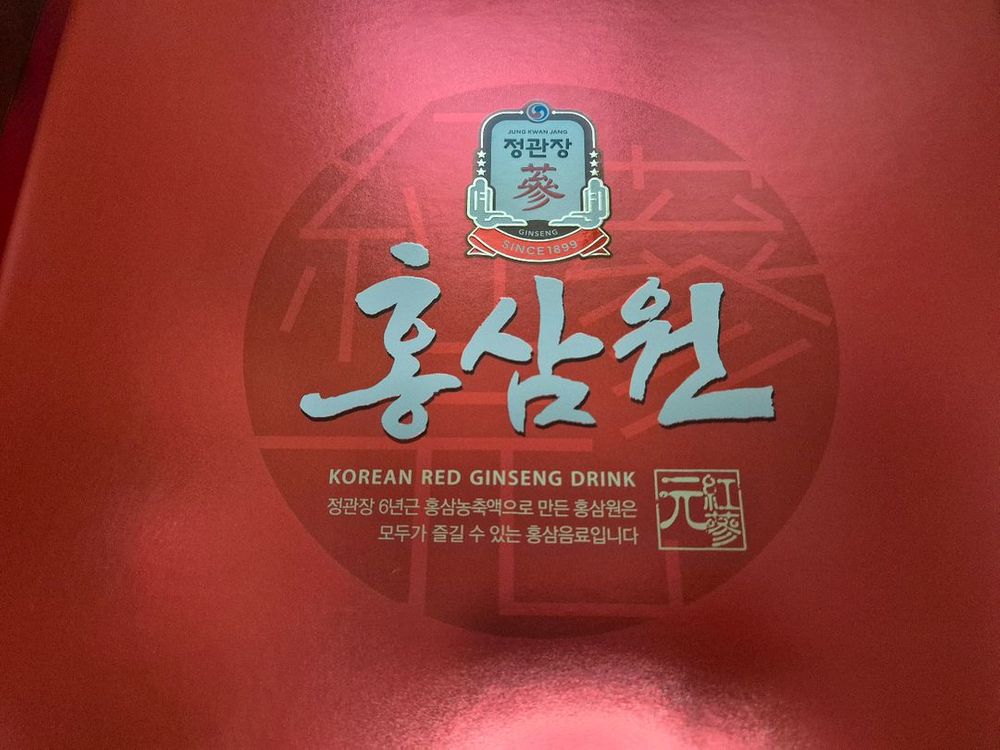 JUNG KWAN JANG
정관장
蔘
GINSENG
SINCE 1899
홍삼원
KOREAN RED GINSENG DRINK
정관장 6년근 홍삼농축액으로 만든 홍삼원은
모두가 즐길 수 있는 홍삼음료입니다
紅蔘元